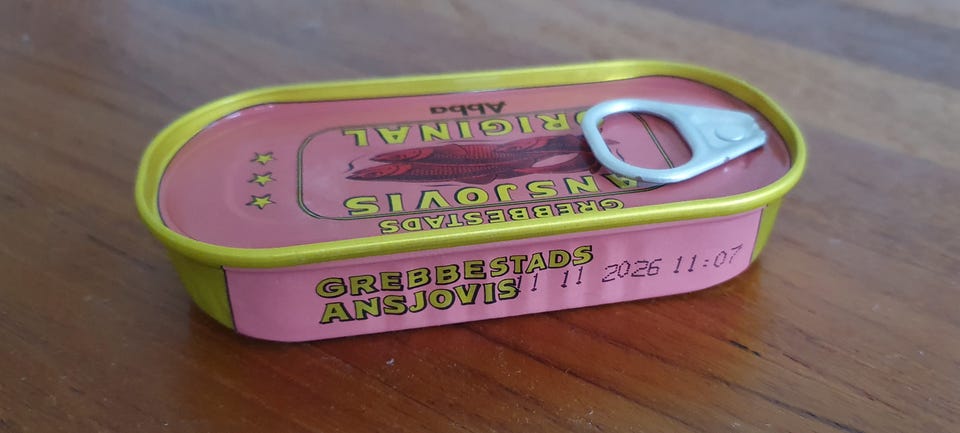 GREBBESTADS
ANSJOVIS
ORIGINAL
Abba
GREBBESTADS
ANSJOVIS
11 11 2026 11:07